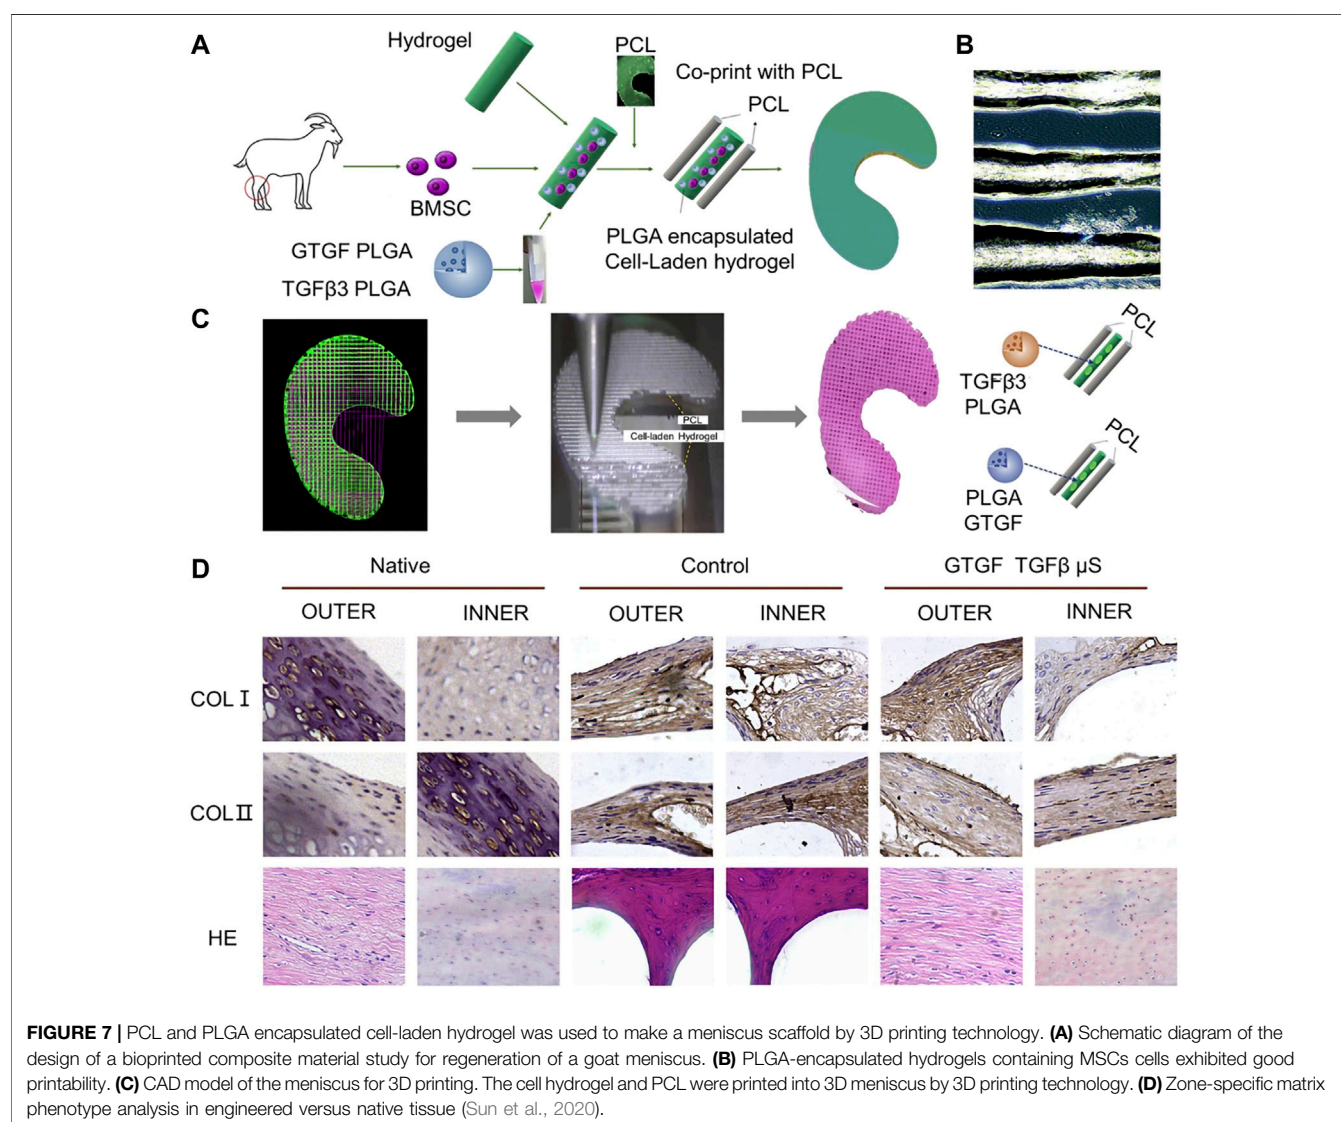 A
Hydrogel
PCL
Co-print with PCL
PCL
B
BMSC
GTGF PLGA
TGFβ3 PLGA
PLGA encapsulated
Cell-Laden hydrogel
C
PCL
Cell-laden Hydrogel
PCL
TGFβ3
PLGA
PCL
PLGA
GTGF
D
Native
Control
GTGF TGFβ μS
OUTER
INNER
OUTER
INNER
OUTER
INNER
COL I
COL II
HE
FIGURE 7 | PCL and PLGA encapsulated cell-laden hydrogel was used to make a meniscus scaffold by 3D printing technology. (A) Schematic diagram of the
design of a bioprinted composite material study for regeneration of a goat meniscus. (B) PLGA-encapsulated hydrogels containing MSCs cells exhibited good
printability. (C) CAD model of the meniscus for 3D printing. The cell hydrogel and PCL were printed into 3D meniscus by 3D printing technology. (D) Zone-specific matrix
phenotype analysis in engineered versus native tissue (Sun et al., 2020).